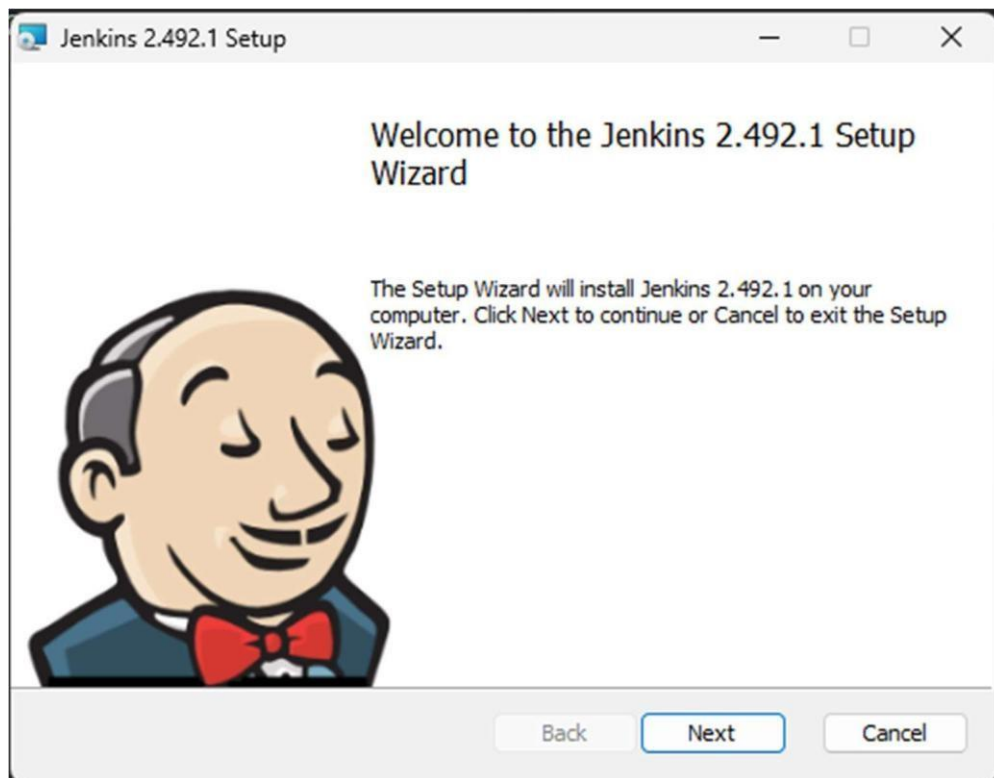 Jenkins 2.492.1 Setup
Welcome to the Jenkins 2.492.1 Setup
Wizard
The Setup Wizard will install Jenkins 2.492.1 on your
computer. Click Next to continue or Cancel to exit the Setup
Wizard.
Back Next Cancel